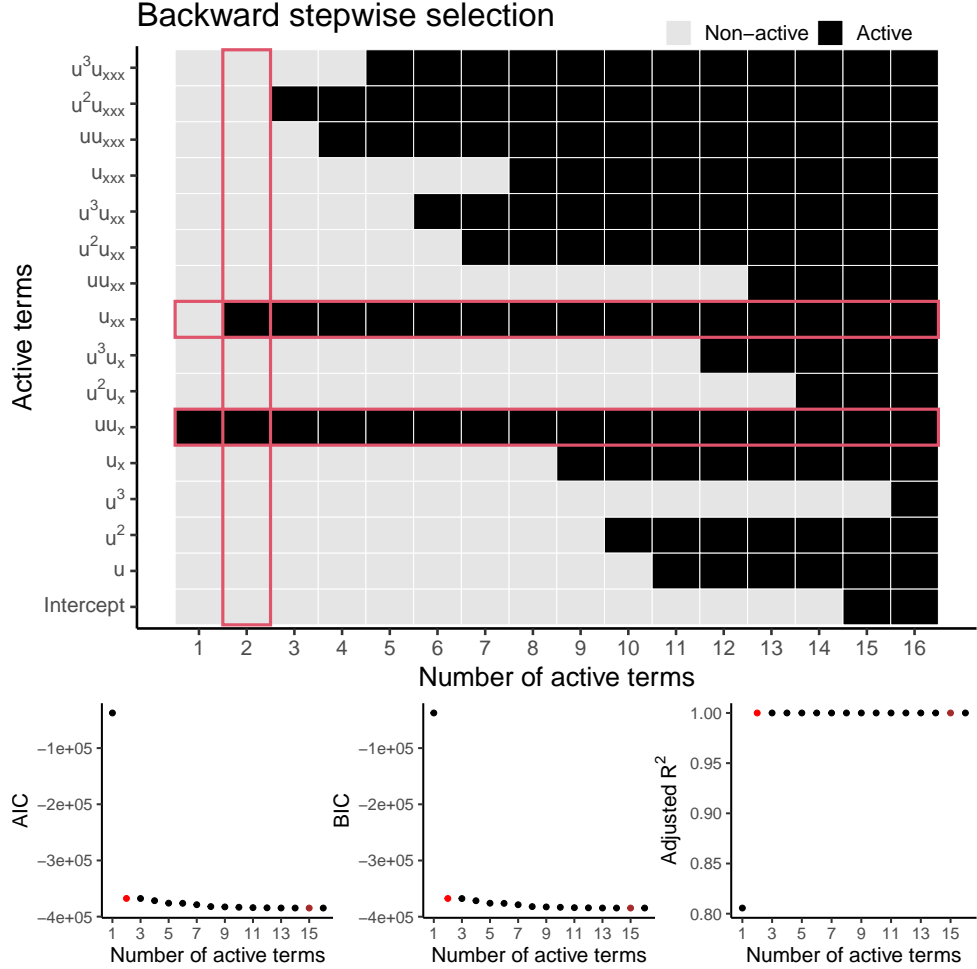 Backward stepwise selection
Non−active Active
u³uₓₓₓ
u²uₓₓₓ
uuₓₓₓ
uₓₓₓ
u³uₓₓ
u²uₓₓ
uuₓₓ
uₓₓ
u³uₓ
u²uₓ
uuₓ
uₓ
u³
u²
u
Intercept
Active terms
1 2 3 4 5 6 7 8 9 10 11 12 13 14 15 16
Number of active terms
AIC
−1e+05
−2e+05
−3e+05
−4e+05
1 3 5 7 9 11 13 15
Number of active terms
BIC
−1e+05
−2e+05
−3e+05
−4e+05
1 3 5 7 9 11 13 15
Number of active terms
Adjusted R²
1.00
0.95
0.90
0.85
0.80
1 3 5 7 9 11 13 15
Number of active terms